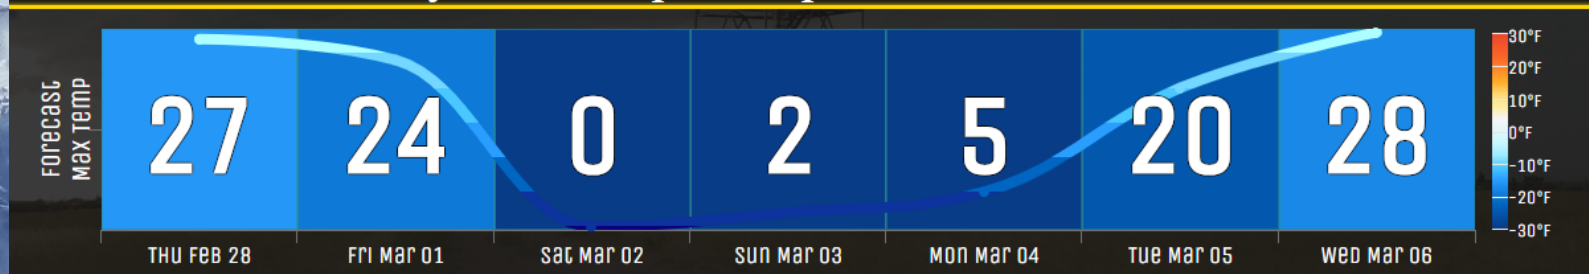 Forecast
Max Temp
27 24 0 2 5 20 28
Thu Feb 28 Fri Mar 01 Sat Mar 02 Sun Mar 03 Mon Mar 04 Tue Mar 05 Wed Mar 06
30°F
20°F
10°F
0°F
-10°F
-20°F
-30°F